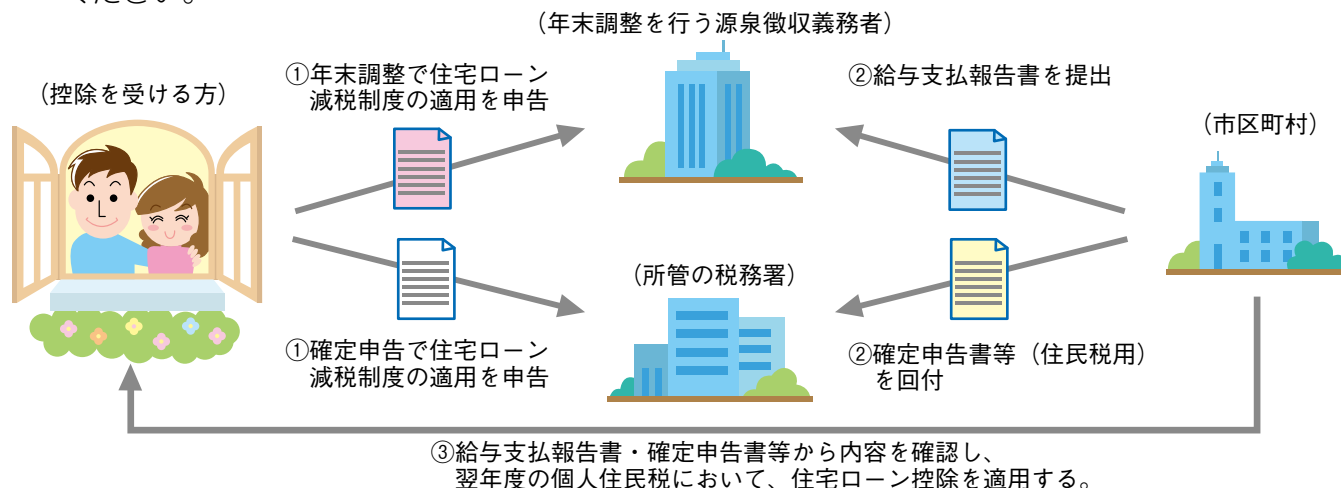 ください。
（年末調整を行う源泉徴収義務者）
①年末調整で住宅ローン
減税制度の適用を申告
②給与支払報告書を提出
（控除を受ける方）
（市区町村）
（所管の税務署）
①確定申告で住宅ローン
減税制度の適用を申告
②確定申告書等（住民税用）
を回付
③給与支払報告書・確定申告書等から内容を確認し、
翌年度の個人住民税において、住宅ローン控除を適用する。